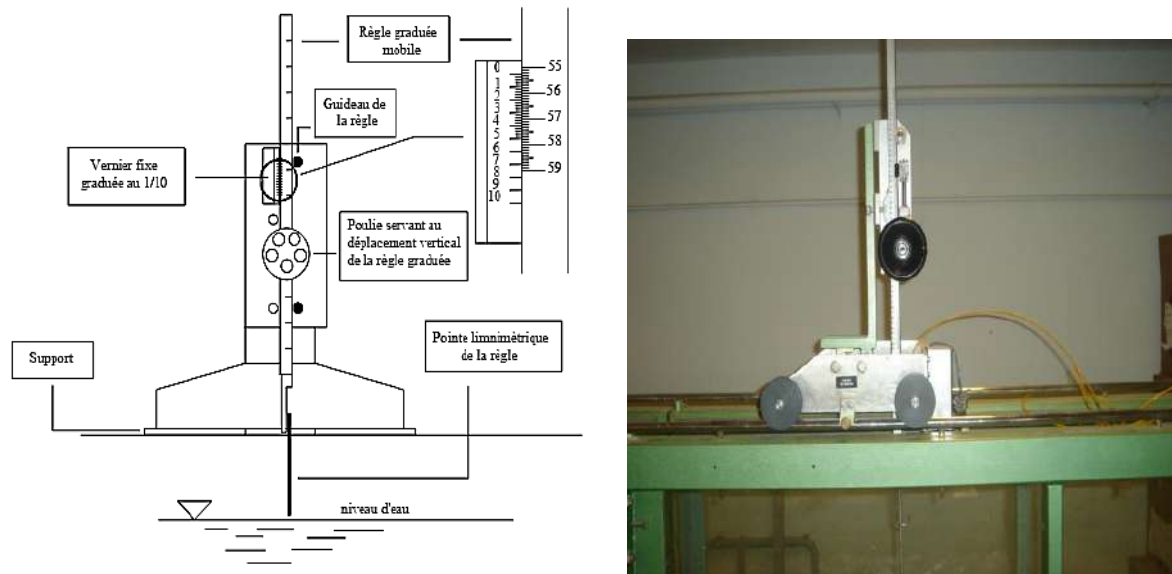 Règle graduée
mobile
Guideau de
la règle
Vernier fixe
graduée au 1/10
Poulie servant au
déplacement vertical
de la règle graduée
Pointe limnimètrique
de la règle
Support
niveau d'eau
0
1
2
3
4
5
6
7
8
9
10
55
56
57
58
59